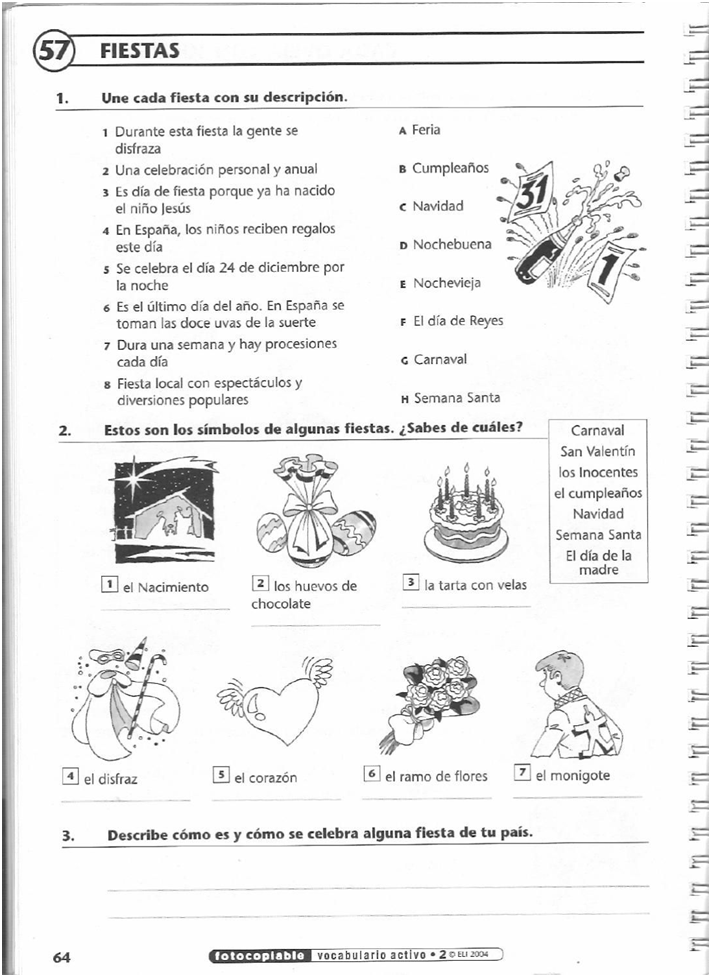 57 FIESTAS
1. Une cada fiesta con su descripción.
1 Durante esta fiesta la gente se
disfraza
2 Una celebración personal y anual
3 Es día de fiesta porque ya ha nacido
el niño Jesús
4 En España, los niños reciben regalos
este día
5 Se celebra el día 24 de diciembre por
la noche
6 Es el último día del año. En España se
toman las doce uvas de la suerte
7 Dura una semana y hay procesiones
cada día
8 Fiesta local con espectáculos y
diversiones populares
A Feria
B Cumpleaños
C Navidad
D Nochebuena
E Nochevieja
F El día de Reyes
G Carnaval
H Semana Santa
31
1
2. Estos son los símbolos de algunas fiestas. ¿Sabes de cuáles?
Carnaval
San Valentín
los Inocentes
el cumpleaños
Navidad
Semana Santa
El día de la
madre
1 el Nacimiento
2 los huevos de
chocolate
3 la tarta con velas
4 el disfraz
5 el corazón
6 el ramo de flores
7 el monigote
3. Describe cómo es y cómo se celebra alguna fiesta de tu país.
64
fotocopiable vocabulario activo • 2 © ELI 2004